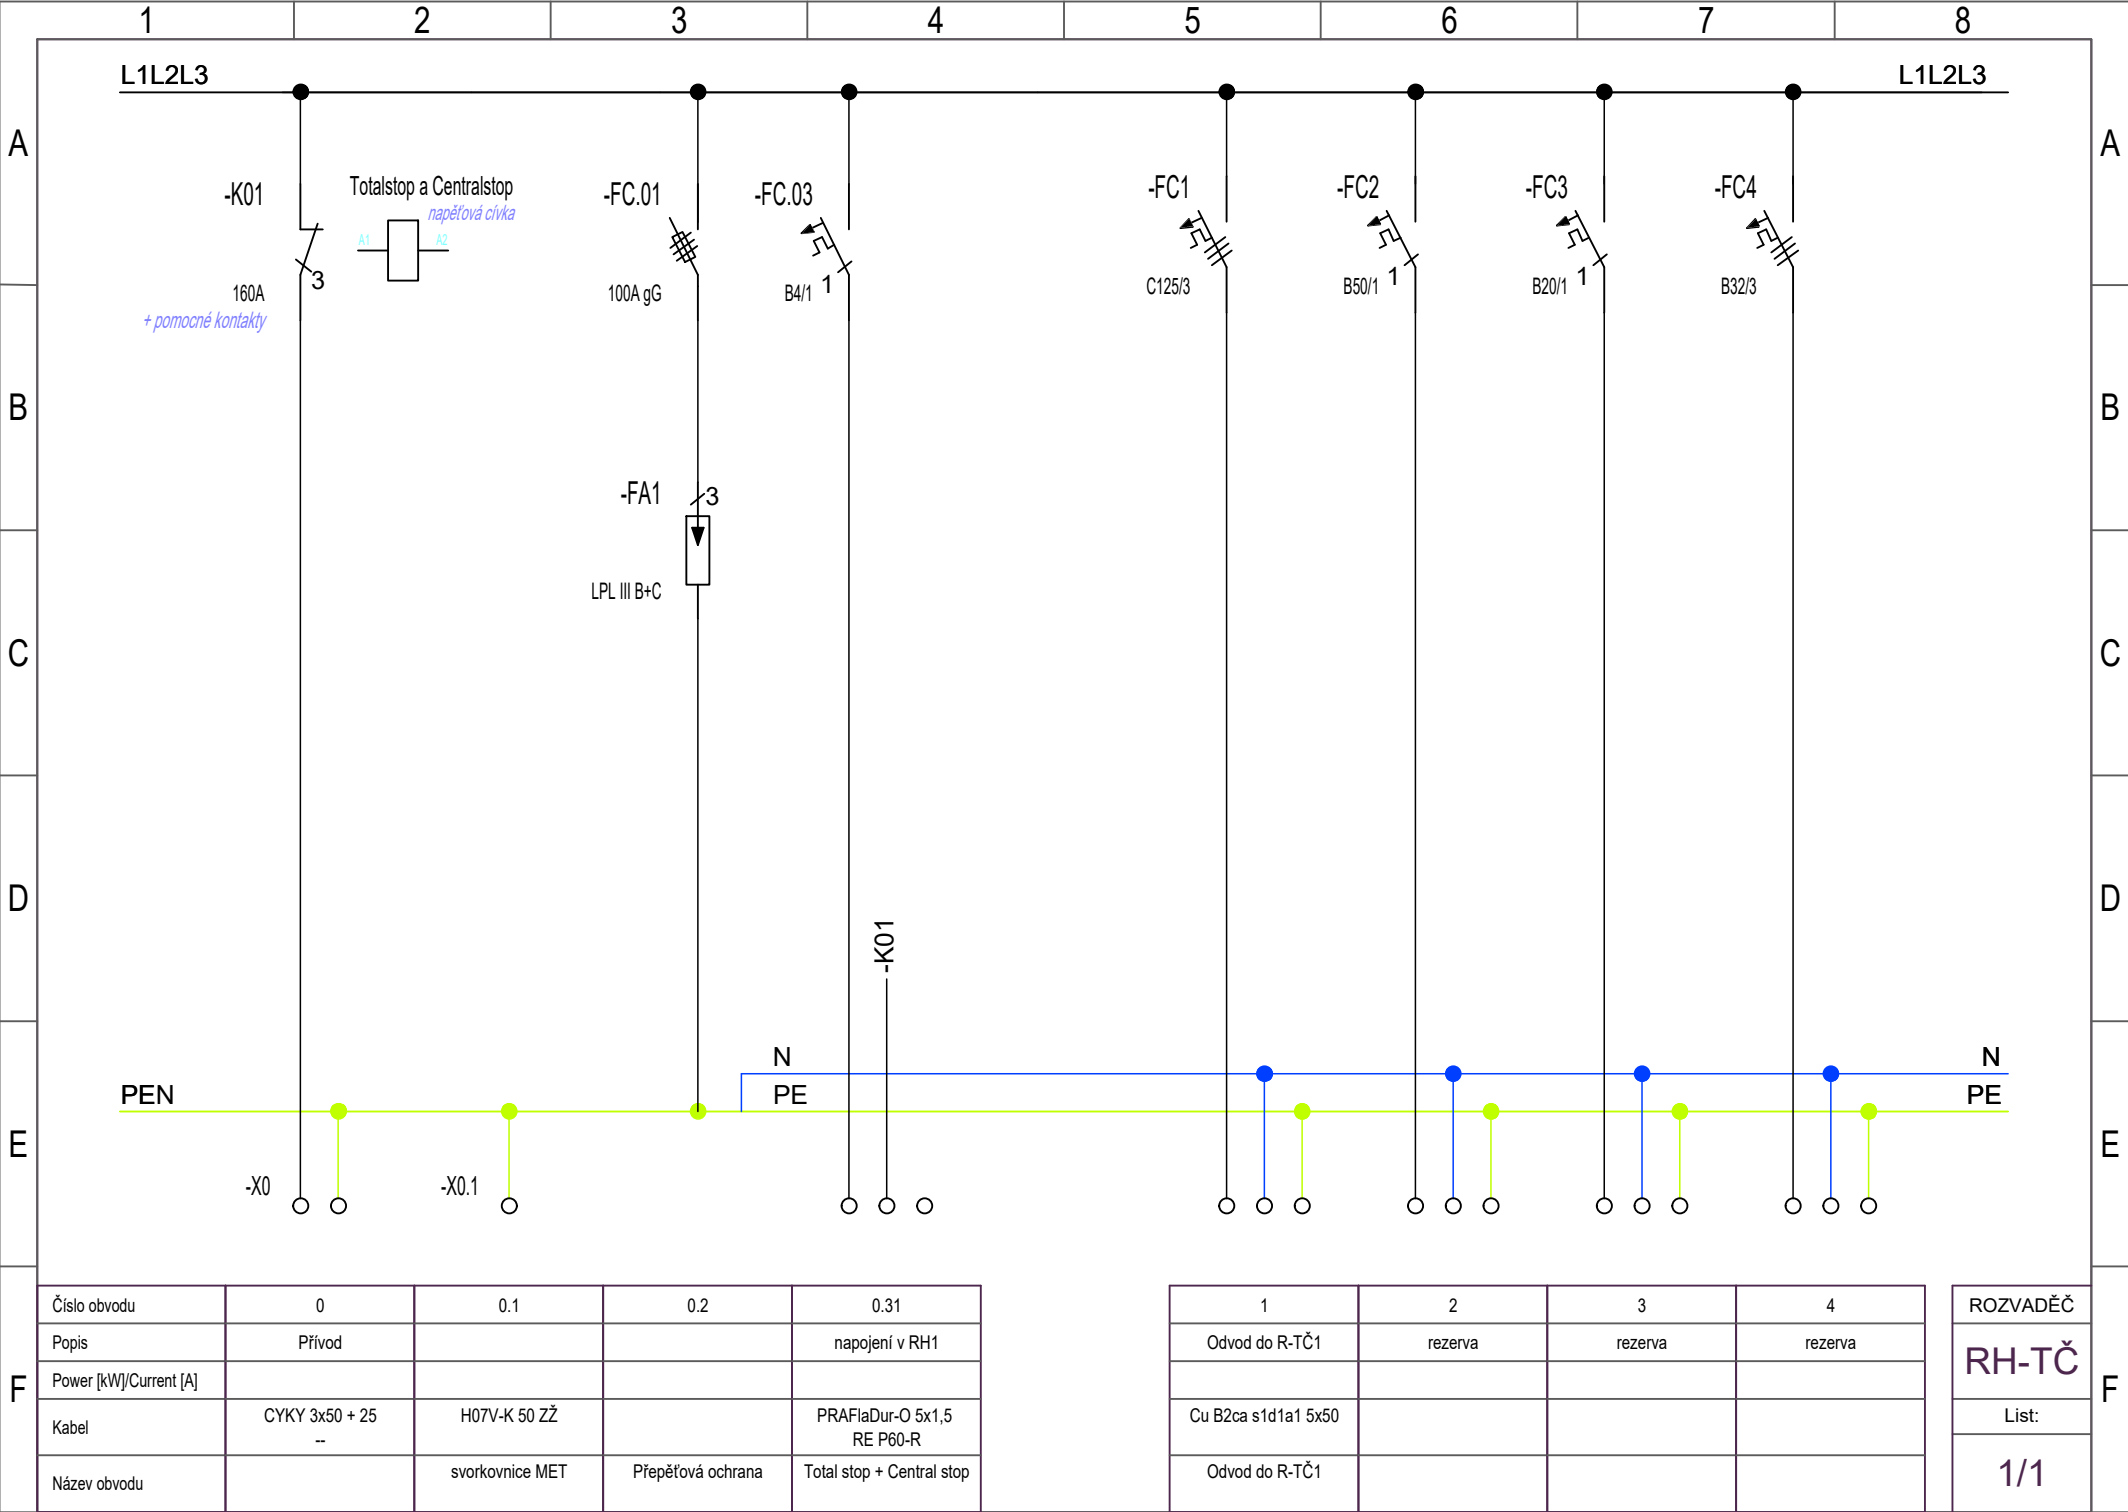 1 2 3 4 5 6 7 8
L1L2L3 L1L2L3
A A
-K01 Totalstop a Centralstop -FC.01 -FC.03 -FC1 -FC2 -FC3 -FC4
napěťová cívka
A1 A2
3 1 1 1
160A 100A gG B4/1 C125/3 B50/1 B20/1 B32/3
+ pomocné kontakty
B B
-FA1 3
LPL III B+C
C C
D D
-K01
N N
PEN PE PE
E E
-X0 -X0.1
Číslo obvodu 0 0.1 0.2 0.31 1 2 3 4 ROZVADĚČ
Popis Přívod napojení v RH1 Odvod do R-TČ1 rezerva rezerva rezerva
RH-TČ
F Power [kW]/Current [A] F
Kabel CYKY 3x50 + 25 H07V-K 50 ZŽ PRAFlaDur-O 5x1,5 Cu B2ca s1d1a1 5x50 List:
-- RE P60-R
Název obvodu svorkovnice MET Přepěťová ochrana Total stop + Central stop Odvod do R-TČ1 1/1